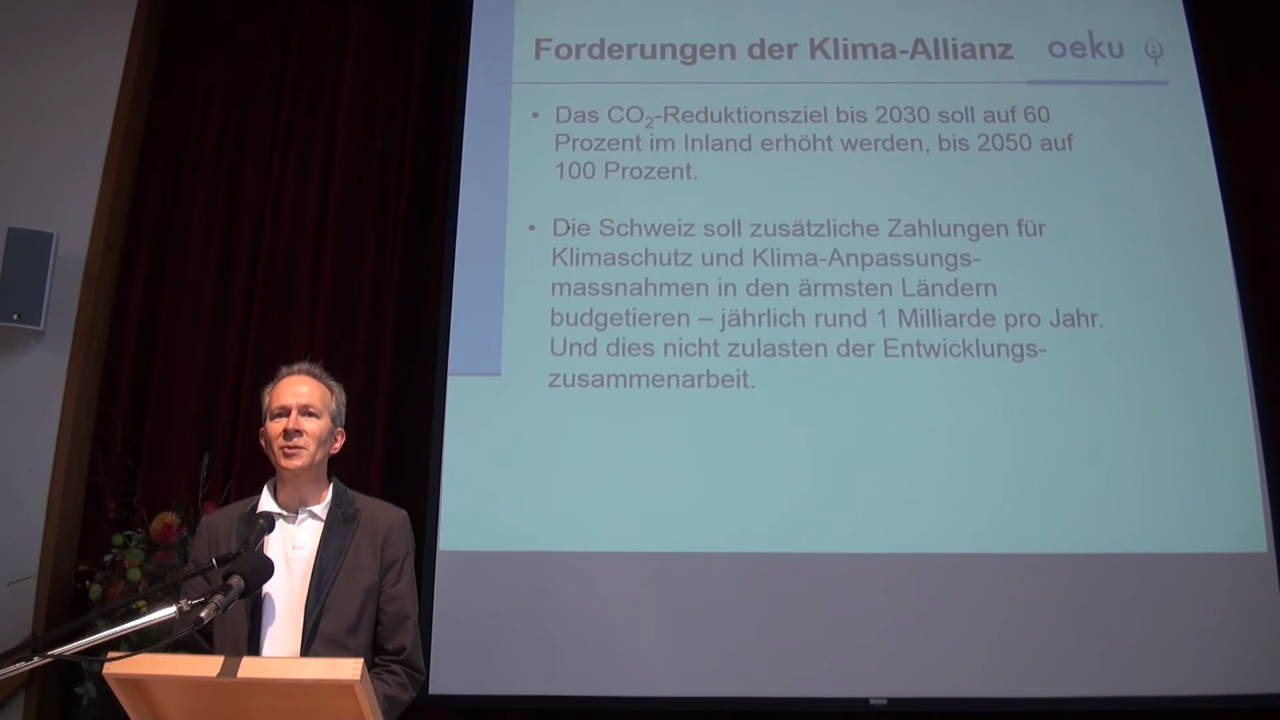 Forderungen der Klima-Allianz
oeku
• Das CO₂-Reduktionsziel bis 2030 soll auf 60
Prozent im Inland erhöht werden, bis 2050 auf
100 Prozent.
• Die Schweiz soll zusätzliche Zahlungen für
Klimaschutz und Klima-Anpassungs-
massnahmen in den ärmsten Ländern
budgetieren – jährlich rund 1 Milliarde pro Jahr.
Und dies nicht zulasten der Entwicklungs-
zusammenarbeit.